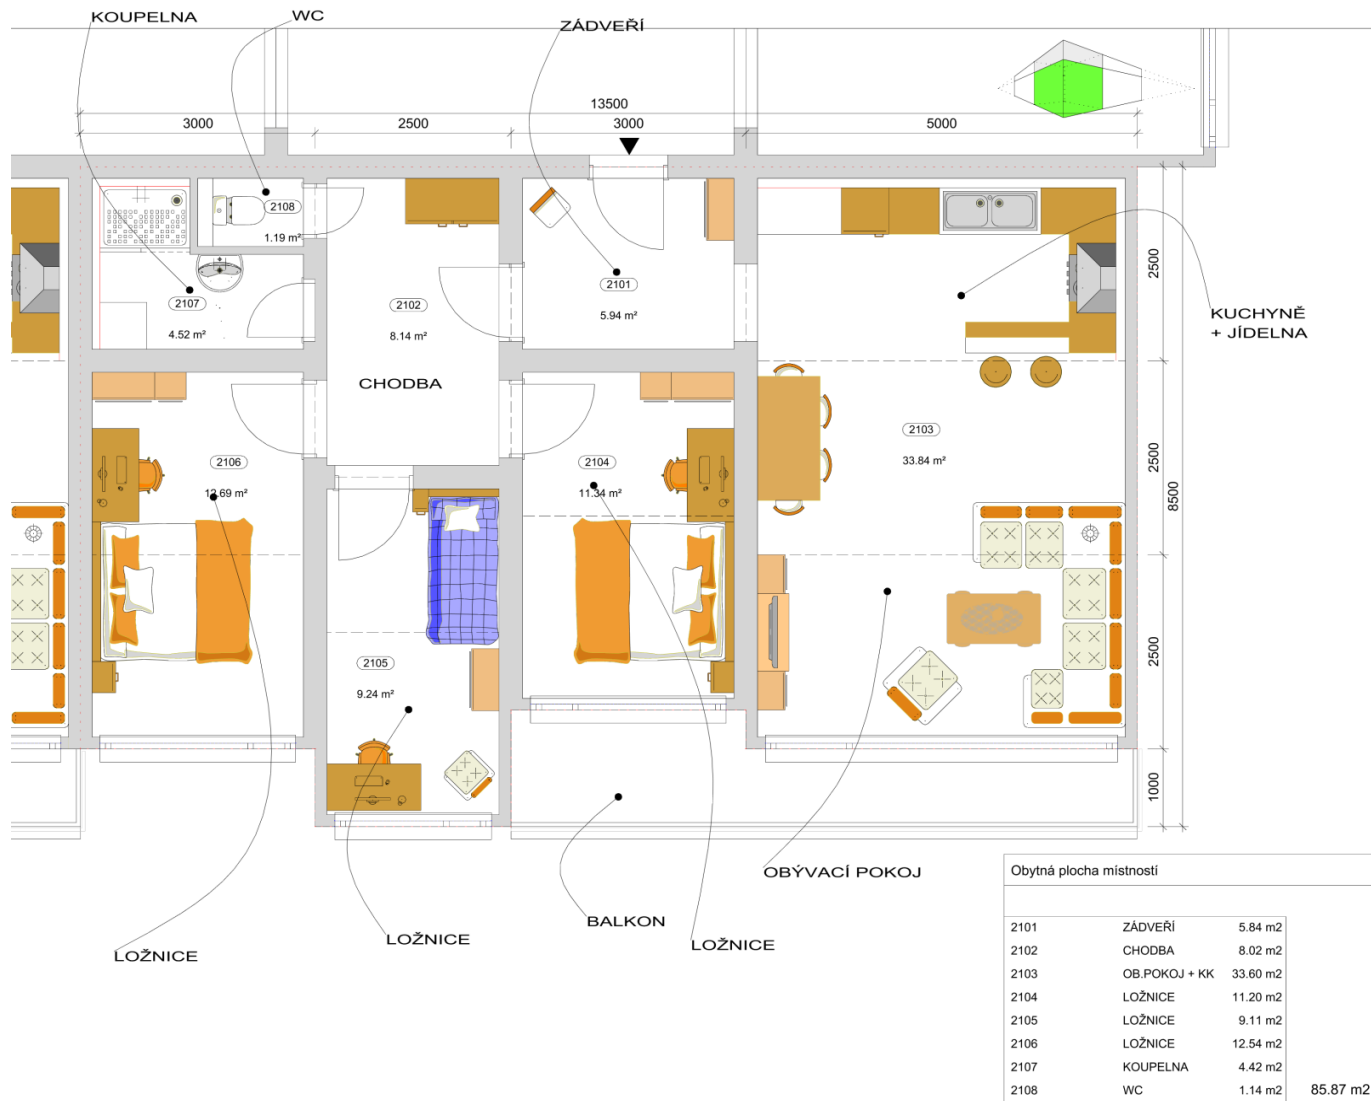 KOUPELNA
WC
ZÁDVEŘÍ
13500
3000
2500
3000
5000
2108
1.19 m²
2107
4.52 m²
2102
8.14 m²
2101
5.94 m²
2500
KUCHYNĚ
+ JÍDELNA
CHODBA
2103
33.84 m²
2106
12.69 m²
2104
11.34 m²
2500
8500
2105
9.24 m²
2500
1000
OBÝVACÍ POKOJ
BALKON
LOŽNICE
LOŽNICE
LOŽNICE
Obytná plocha místností
2101 ZÁDVEŘÍ 5.84 m2
2102 CHODBA 8.02 m2
2103 OB.POKOJ + KK 33.60 m2
2104 LOŽNICE 11.20 m2
2105 LOŽNICE 9.11 m2
2106 LOŽNICE 12.54 m2
2107 KOUPELNA 4.42 m2
2108 WC 1.14 m2 85.87 m2